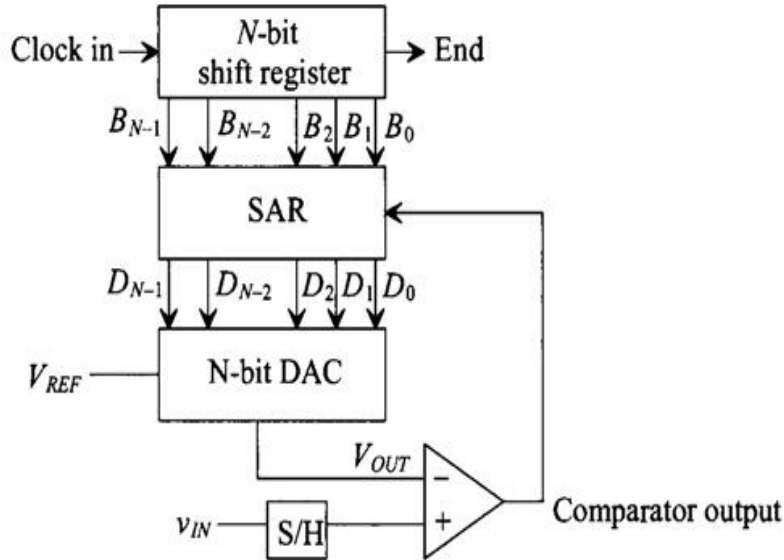 Clock in
N-bit
shift register
End
B_{N-1} B_{N-2} B_2 B_1 B_0
SAR
D_{N-1} D_{N-2} D_2 D_1 D_0
V_{REF}
N-bit DAC
V_{OUT}
−
v_{IN}
S/H
+
Comparator output